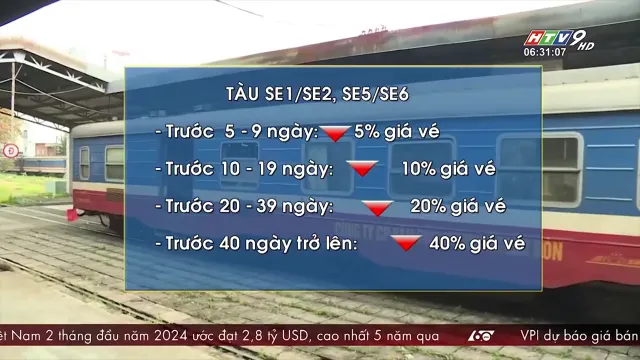 HTV9 HD
06:31:07
TÀU SE1/SE2, SE5/SE6
- Trước 5 - 9 ngày: 5% giá vé
- Trước 10 - 19 ngày: 10% giá vé
- Trước 20 - 39 ngày: 20% giá vé
- Trước 40 ngày trở lên: 40% giá vé
ệt Nam 2 tháng đầu năm 2024 ước đạt 2,8 tỷ USD, cao nhất 5 năm qua 60 VPI dự báo giá bán